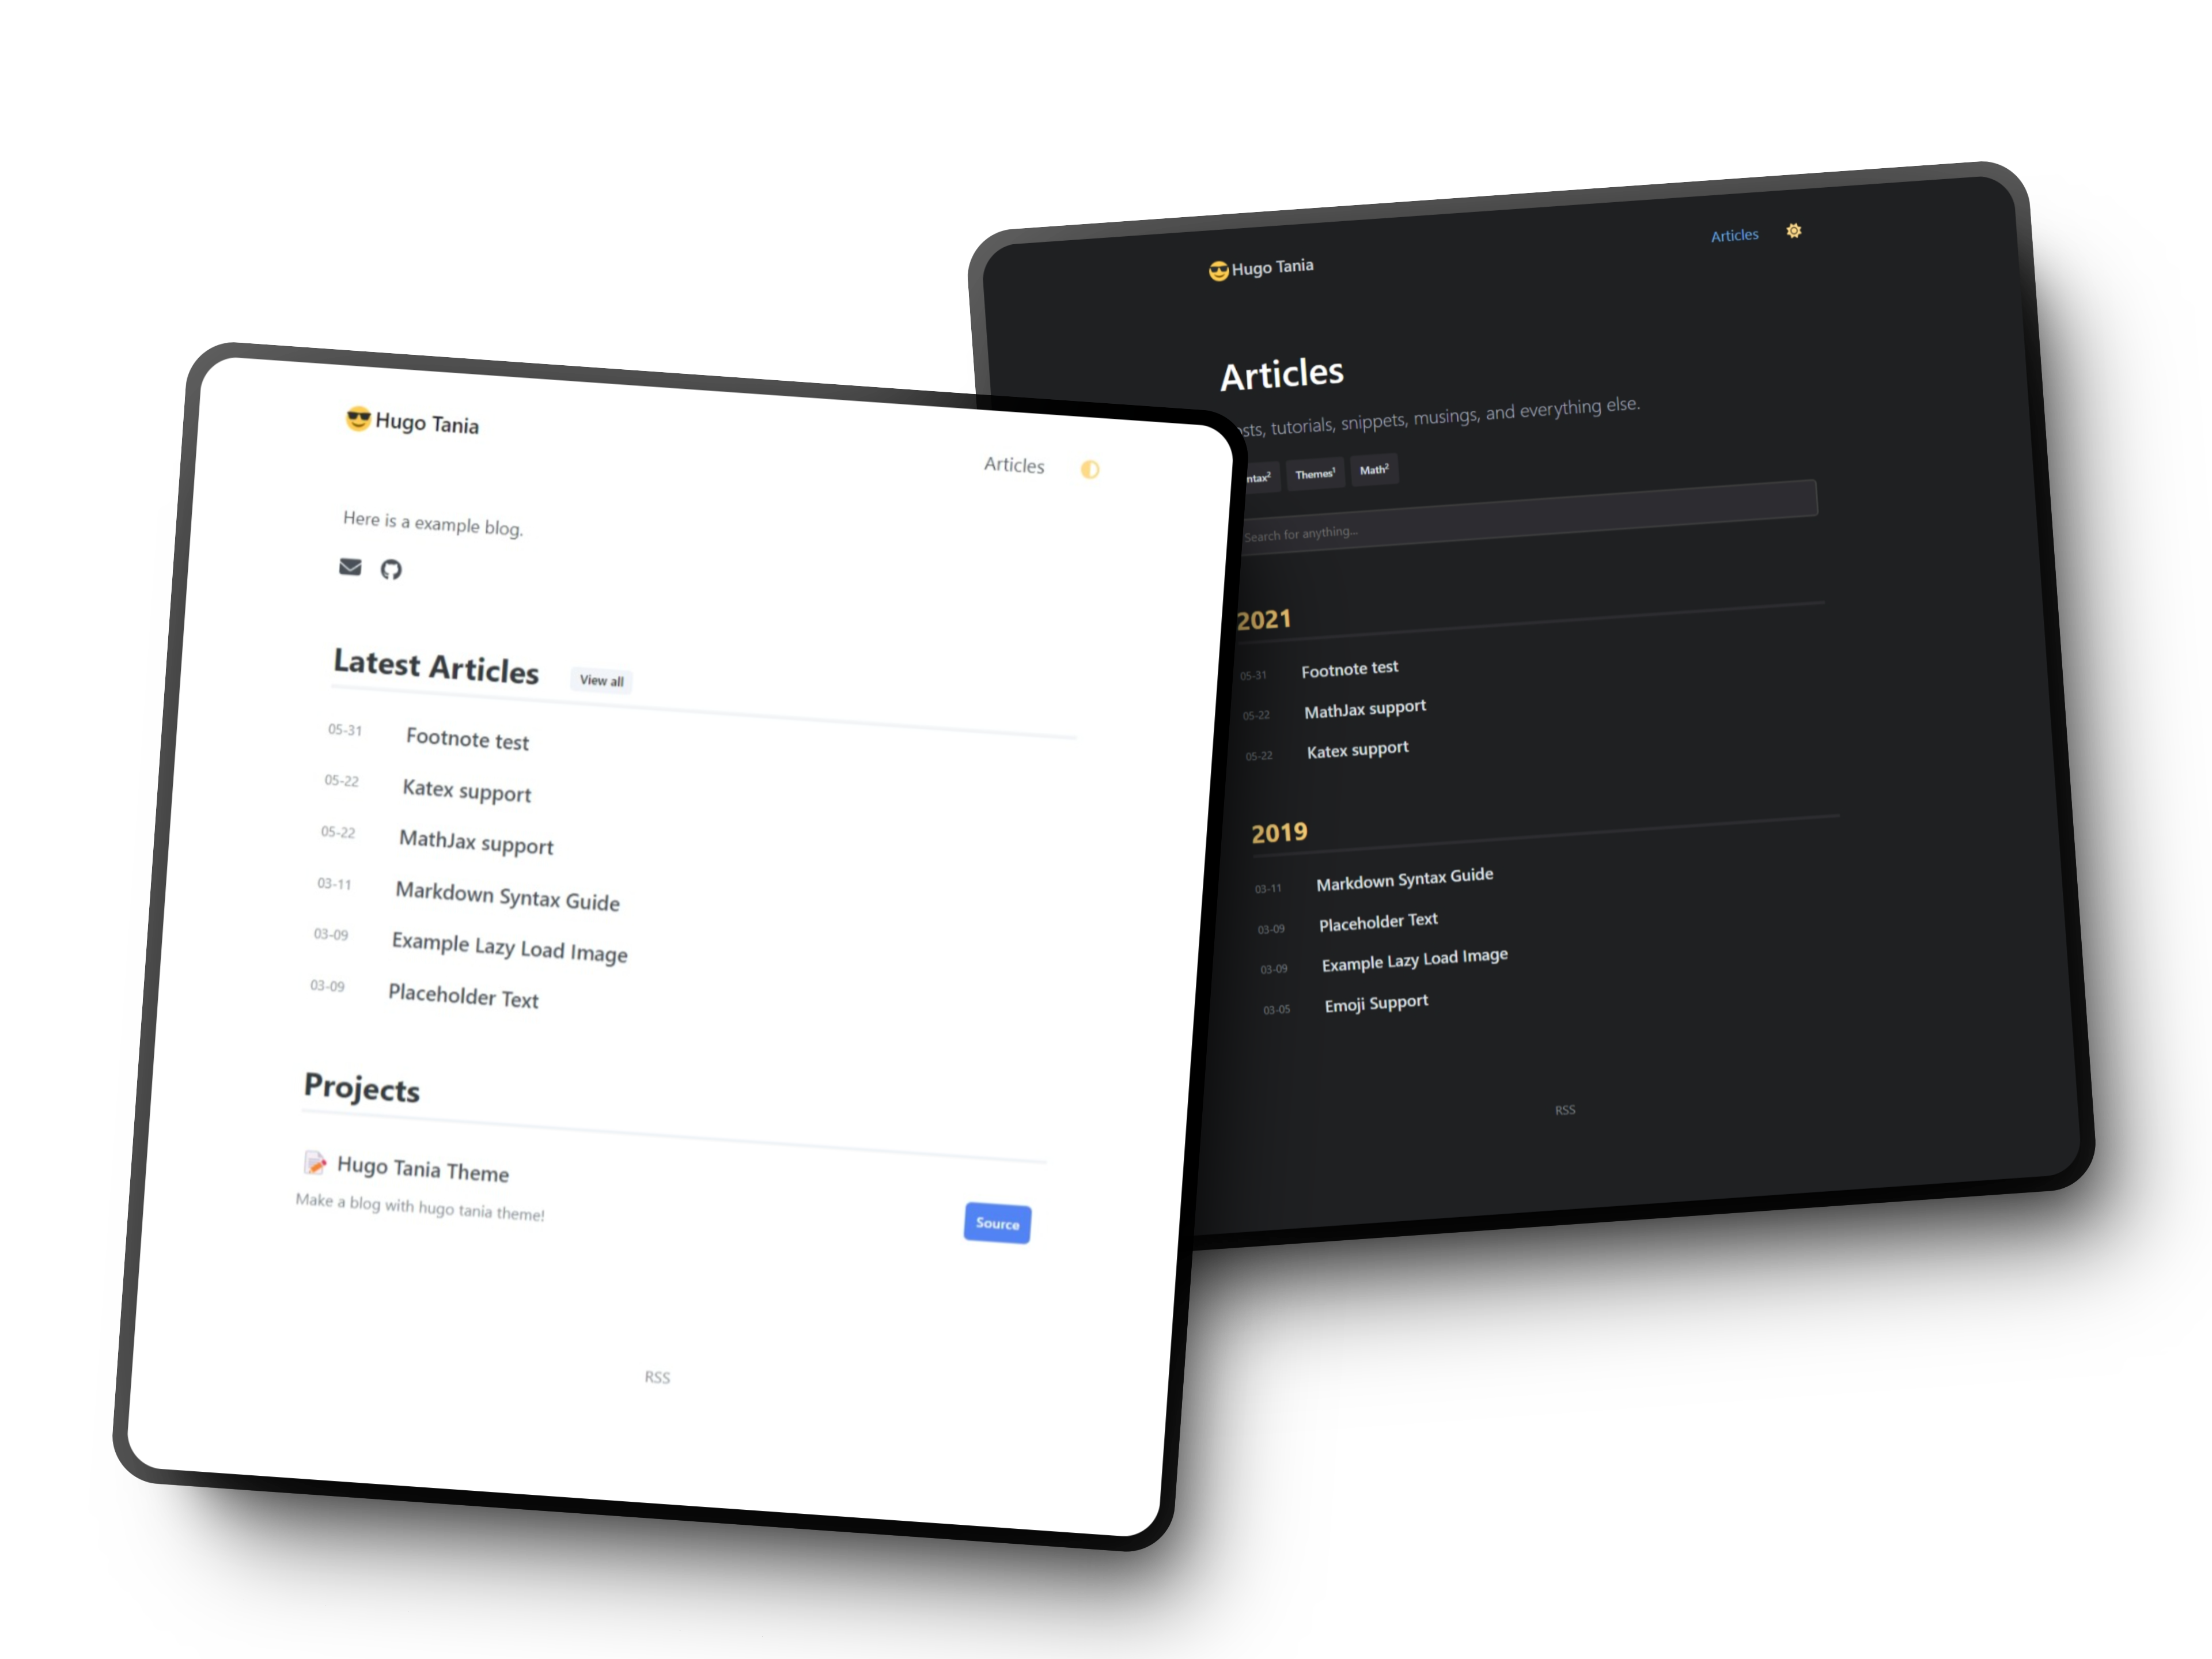 Hugo Tania
Articles
Here is a example blog.
Latest Articles View all
05-31 Footnote test
05-22 Katex support
05-22 MathJax support
03-11 Markdown Syntax Guide
03-09 Example Lazy Load Image
03-09 Placeholder Text
Projects
Hugo Tania Theme
Make a blog with hugo tania theme!
Source
RSS
Hugo Tania
Articles
Articles
tutorials, snippets, musings, and everything else.
Themes¹ Math²
Search for anything...
2021
05-31 Footnote test
05-22 MathJax support
05-22 Katex support
2019
03-11 Markdown Syntax Guide
03-09 Placeholder Text
03-09 Example Lazy Load Image
03-05 Emoji Support
RSS